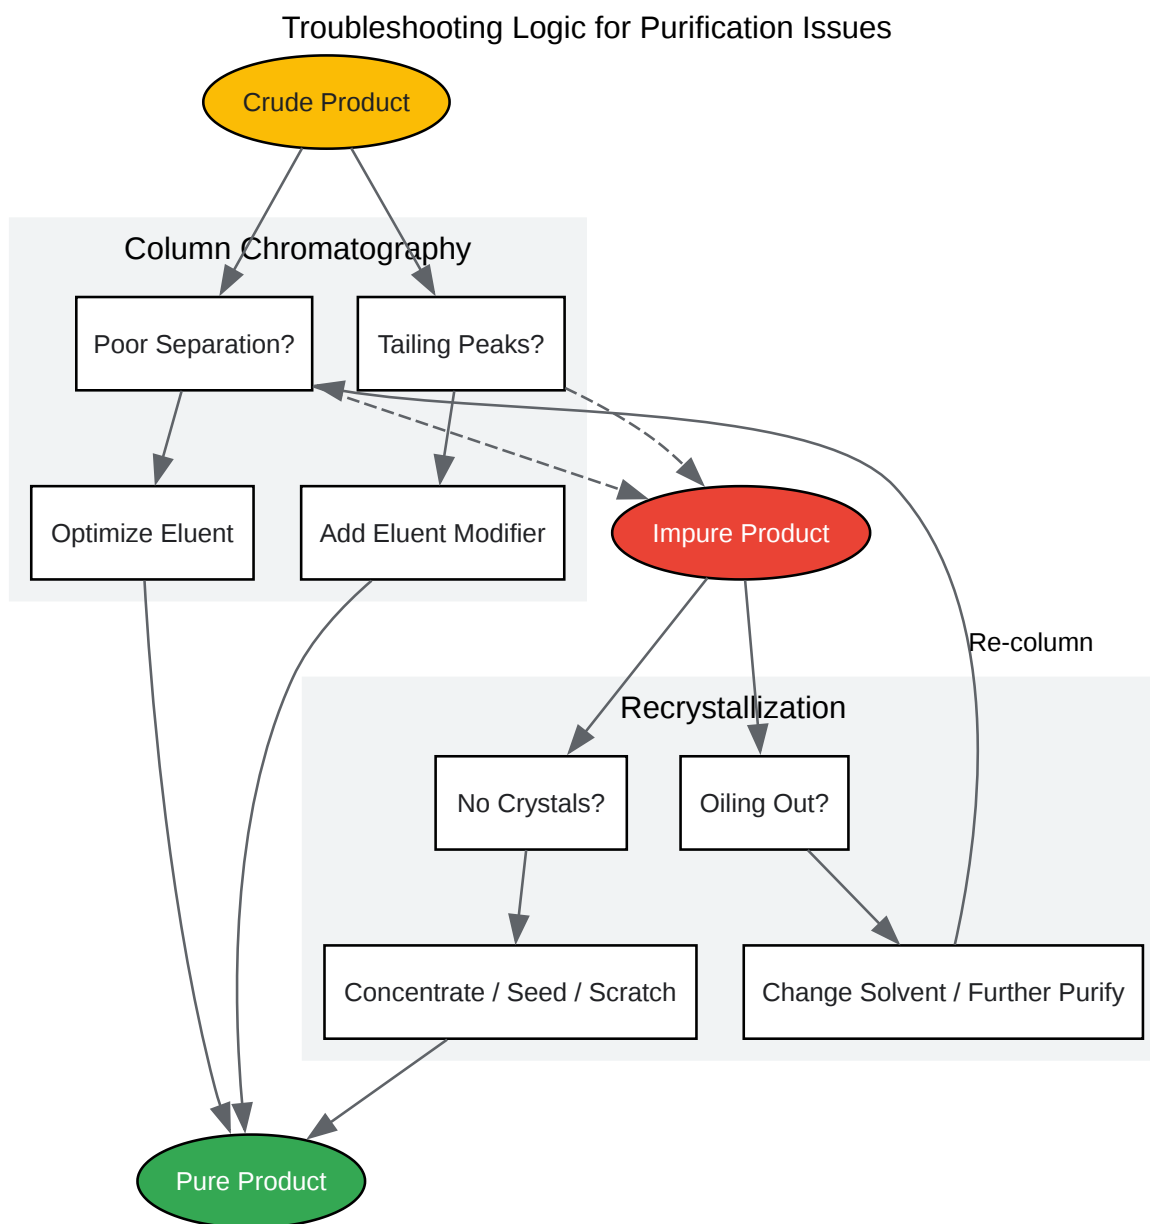 Troubleshooting Logic for Purification Issues
Crude Product
Column Chromatography
Poor Separation?
Tailing Peaks?
Optimize Eluent
Add Eluent Modifier
Impure Product
Re-column
Recrystallization
No Crystals?
Oiling Out?
Concentrate / Seed / Scratch
Change Solvent / Further Purify
Pure Product